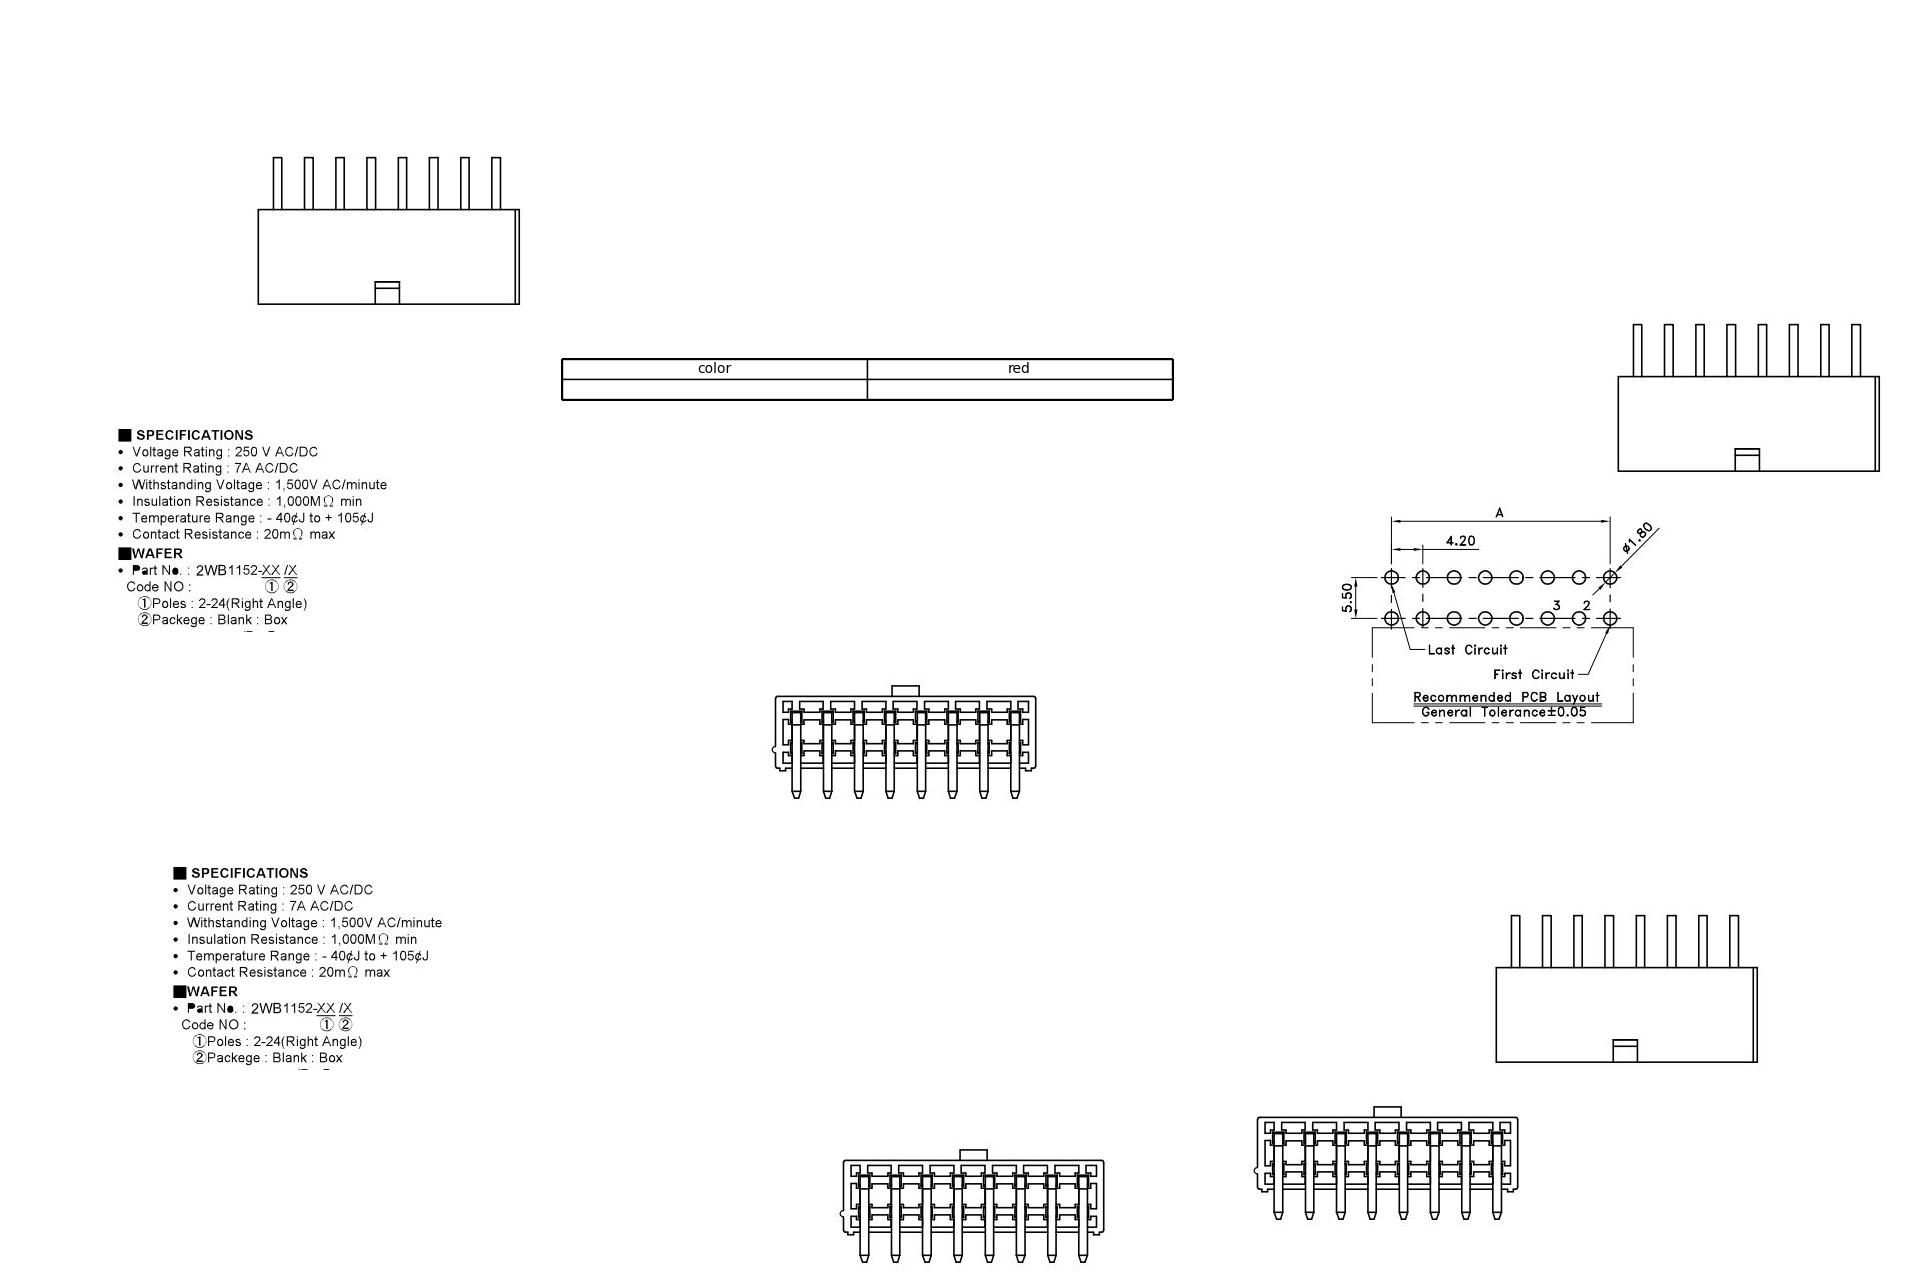 color red
■ SPECIFICATIONS
• Voltage Rating : 250 V AC/DC
• Current Rating : 7A AC/DC
• Withstanding Voltage : 1,500V AC/minute
• Insulation Resistance : 1,000MΩ min
• Temperature Range : - 40¢J to + 105¢J
• Contact Resistance : 20mΩ max
■WAFER
• Part No. : 2WB1152-XX /X
Code NO : ① ②
①Poles : 2-24(Right Angle)
②Packege : Blank : Box
A
4.20
ø1.80
5.50
3 2
Last Circuit
First Circuit
Recommended PCB Layout
General Tolerance±0.05
■ SPECIFICATIONS
• Voltage Rating : 250 V AC/DC
• Current Rating : 7A AC/DC
• Withstanding Voltage : 1,500V AC/minute
• Insulation Resistance : 1,000MΩ min
• Temperature Range : - 40¢J to + 105¢J
• Contact Resistance : 20mΩ max
■WAFER
• Part No. : 2WB1152-XX /X
Code NO : ① ②
①Poles : 2-24(Right Angle)
②Packege : Blank : Box